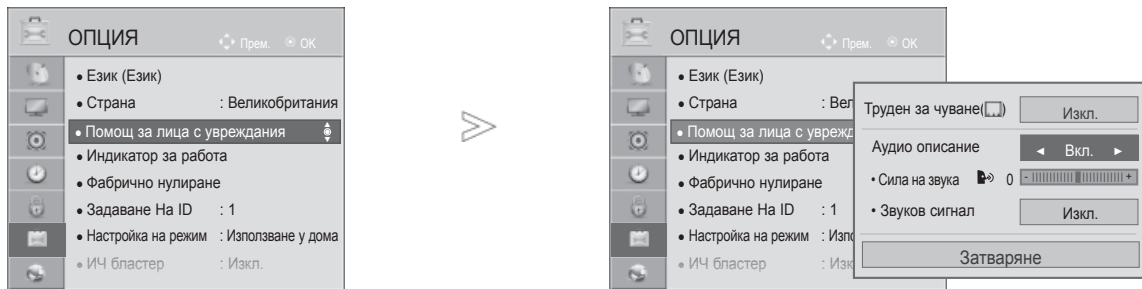 ОПЦИЯ Прем. OK
• Език (Език)
• Страна : Великобритания
• Помощ за лица с увреждания
• Индикатор за работа
• Фабрично нулиране
• Задаване На ID : 1
• Настройка на режим : Използване у дома
• ИЧ бластер : Изкл.
ОПЦИЯ Прем. OK
• Език (Език)
• Страна : Вел
• Помощ за лица с уврежд
• Индикатор за работа
• Фабрично нулиране
• Задаване На ID : 1
• Настройка на режим : Изпо
• ИЧ бластер : Изк
Труден за чуване( ) Изкл.
Аудио описание ◄ Вкл. ►
• Сила на звука 0 - +
• Звуков сигнал Изкл.
Затваряне